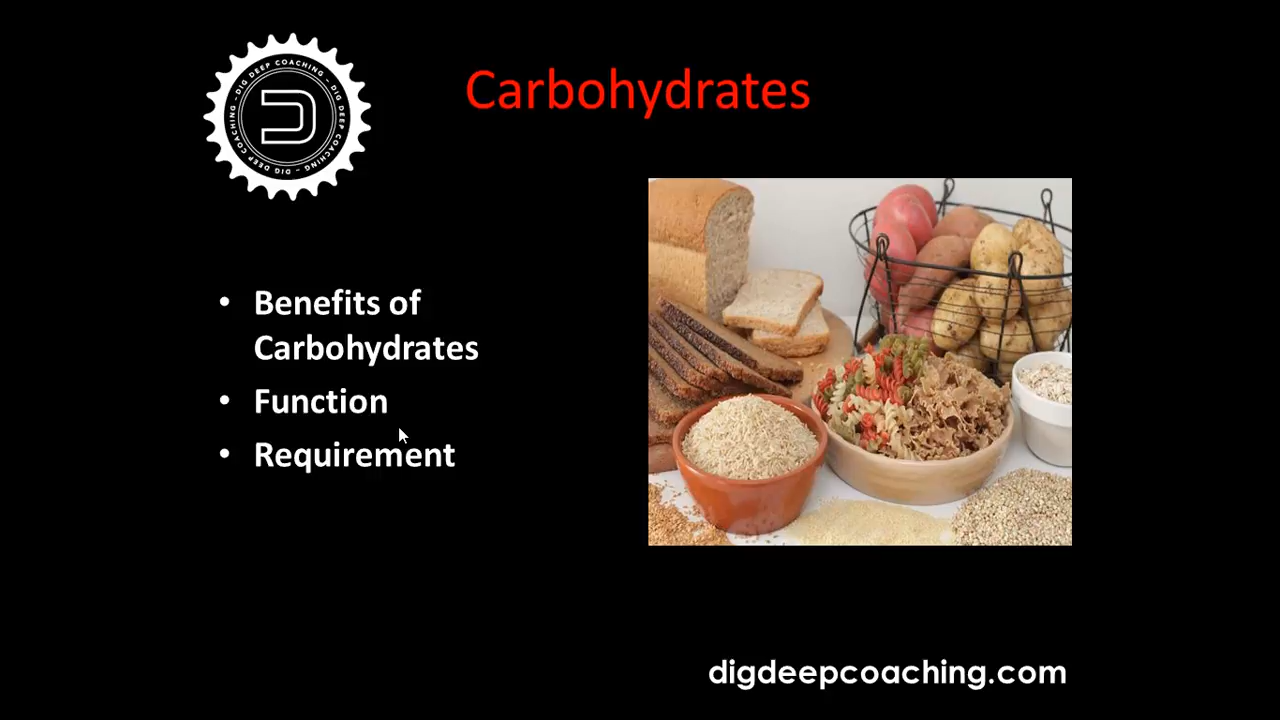 DIG DEEP COACHING - DIG DEEP COACHING - DIG DEEP COACHING -
Carbohydrates
• Benefits of
Carbohydrates
• Function
• Requirement
digdeepcoaching.com